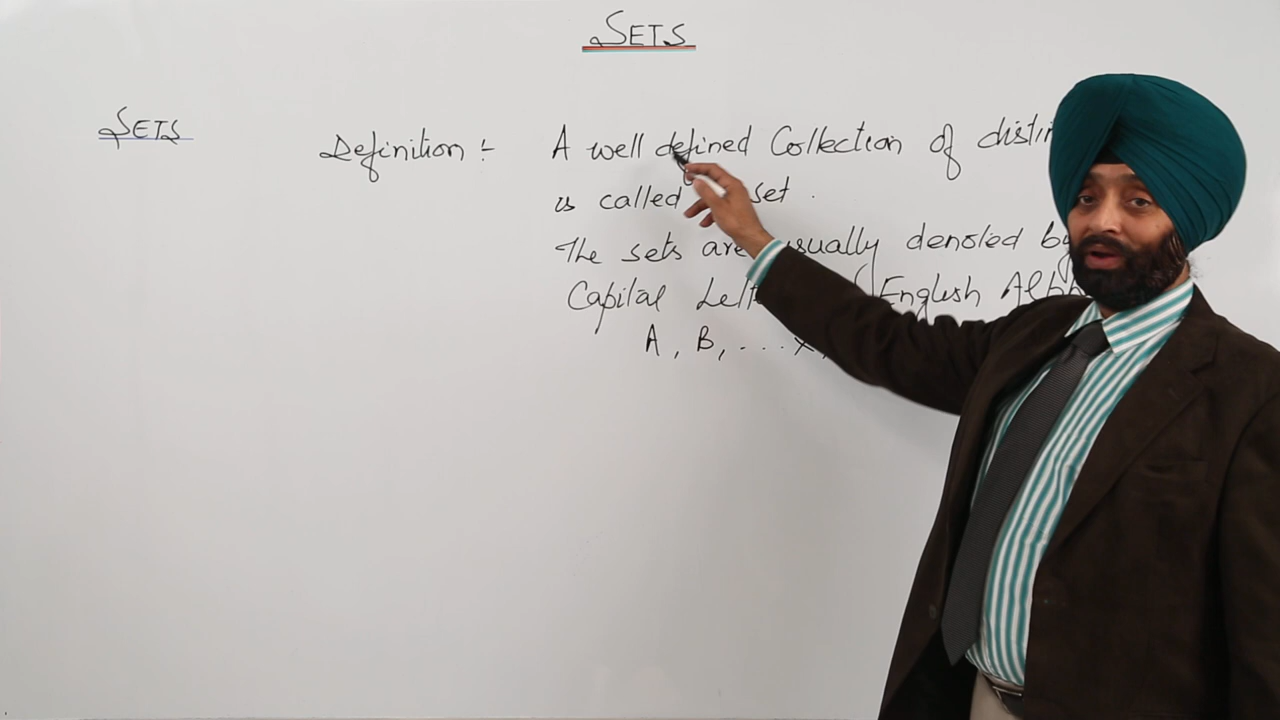 SETS
SETS
Definition :- A well defined Collection of
is called set .
The sets are usually denoted by
Capital English
A , B, ... X,